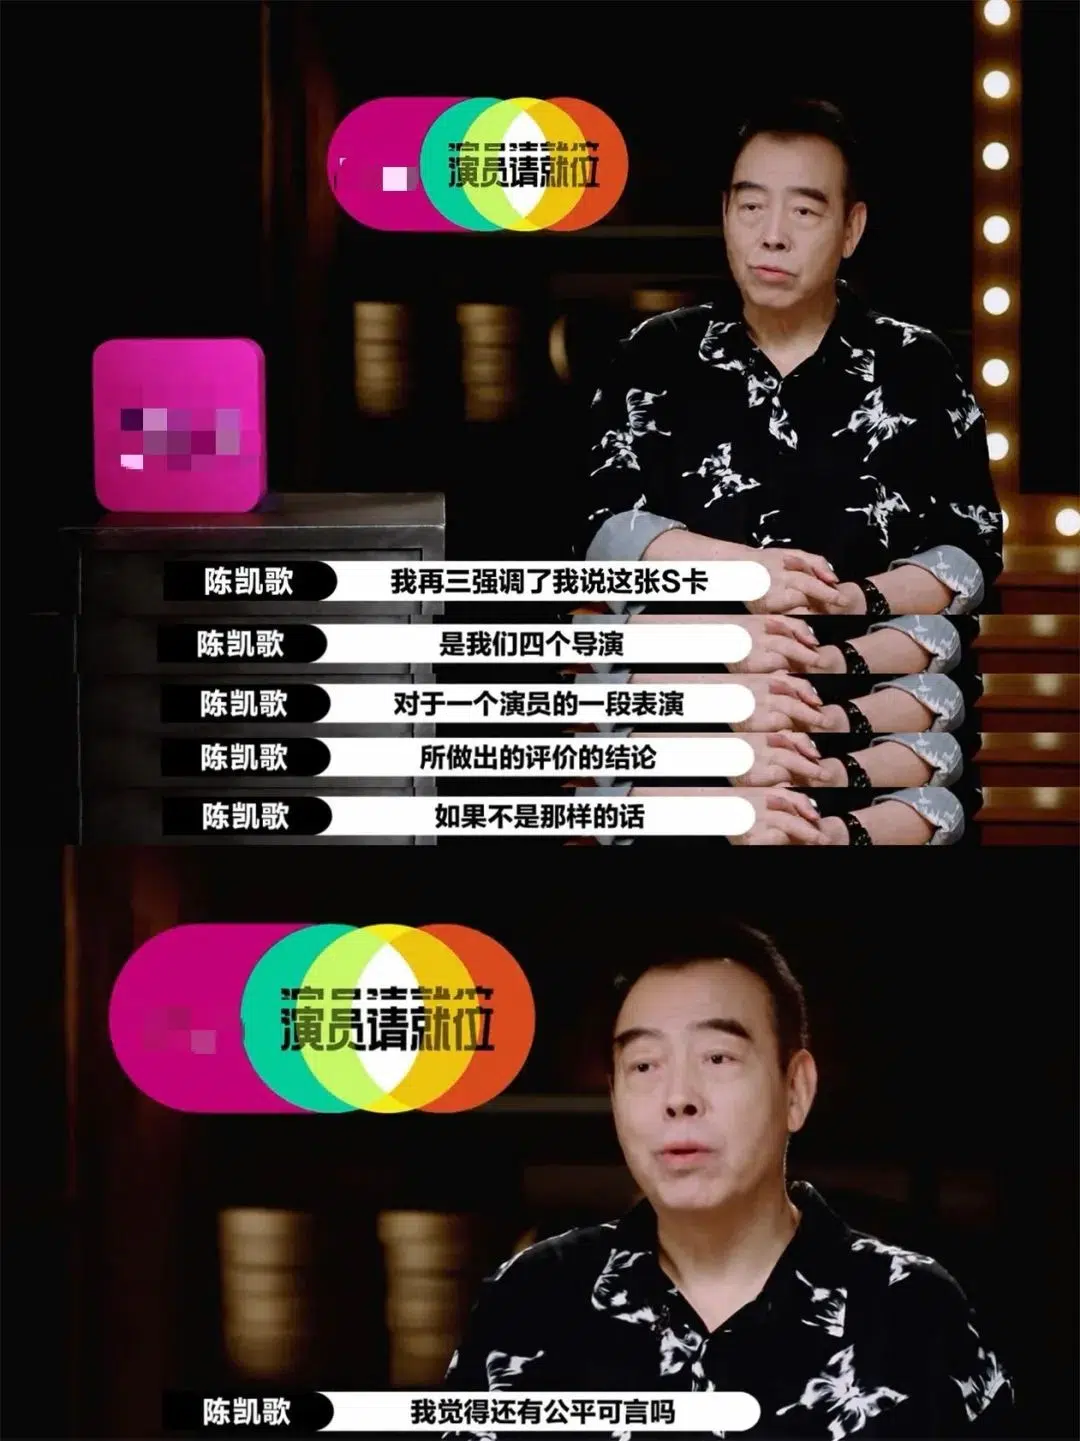 演员请就位
陈凯歌 我再三强调了我说这张S卡
陈凯歌 是我们四个导演
陈凯歌 对于一个演员的一段表演
陈凯歌 所做出的评价的结论
陈凯歌 如果不是那样的话
演员请就位
陈凯歌 我觉得还有公平可言吗